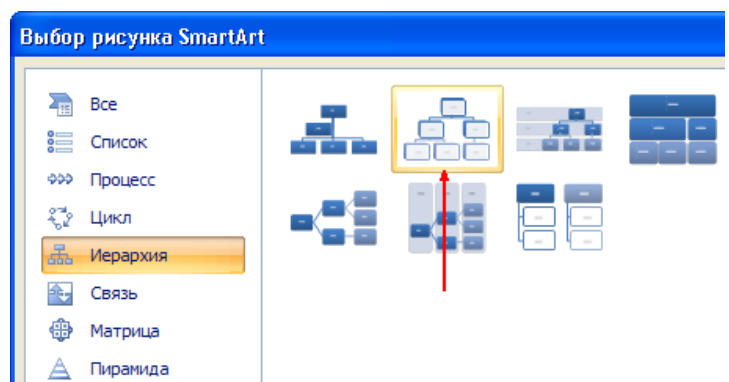 Выбор рисунка SmartArt
Все
Список
Процесс
Цикл
Иерархия
Связь
Матрица
Пирамида